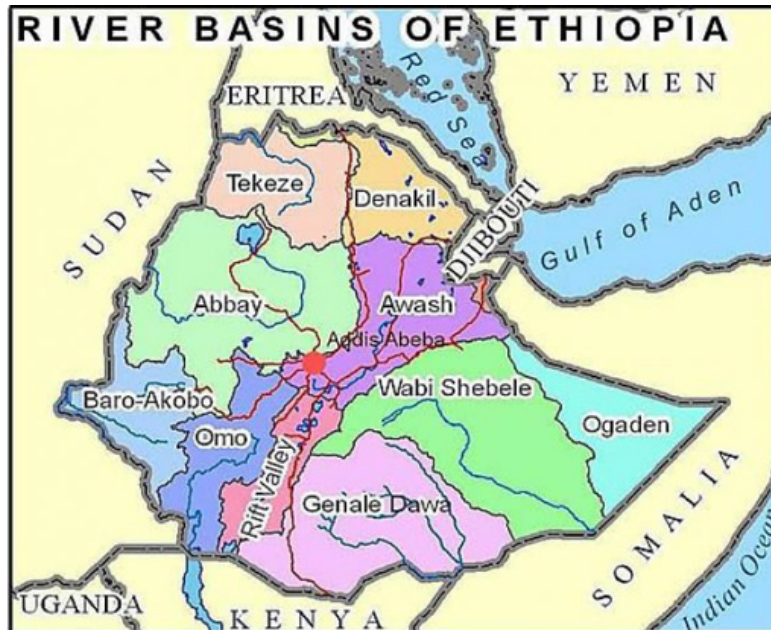 RIVER BASINS OF ETHIOPIA
YEMEN
Red Sea
ERITREA
SUDAN
Tekeze
Denakil
DJIBOUTI
Gulf of Aden
Abbay
Awash
Addis Abeba
Baro-Akobo
Wabi Shebele
Ogaden
Omo
Rift Valley
Genale Dawa
SOMALIA
Indian Ocean
UGANDA
KENYA